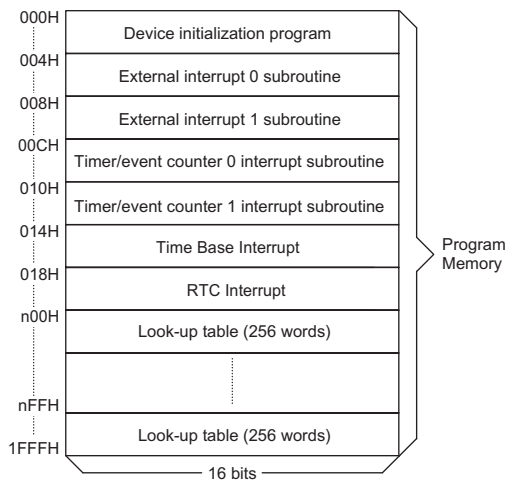 000H
Device initialization program
004H
External interrupt 0 subroutine
008H
External interrupt 1 subroutine
00CH
Timer/event counter 0 interrupt subroutine
010H
Timer/event counter 1 interrupt subroutine
014H
Time Base Interrupt
018H
RTC Interrupt
n00H
Look-up table (256 words)
nFFH
Look-up table (256 words)
1FFFH
16 bits
Program
Memory